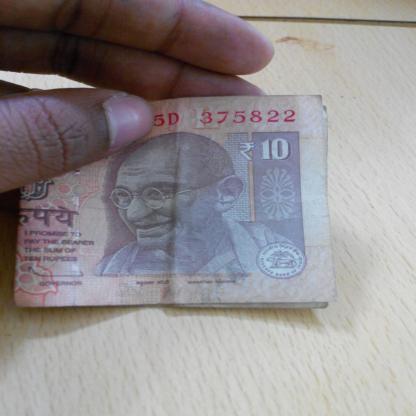 5D 375822
₹ 10
रुपये
I PROMISE TO
PAY THE BEARER
THE SUM OF
TEN RUPEES
GOVERNOR